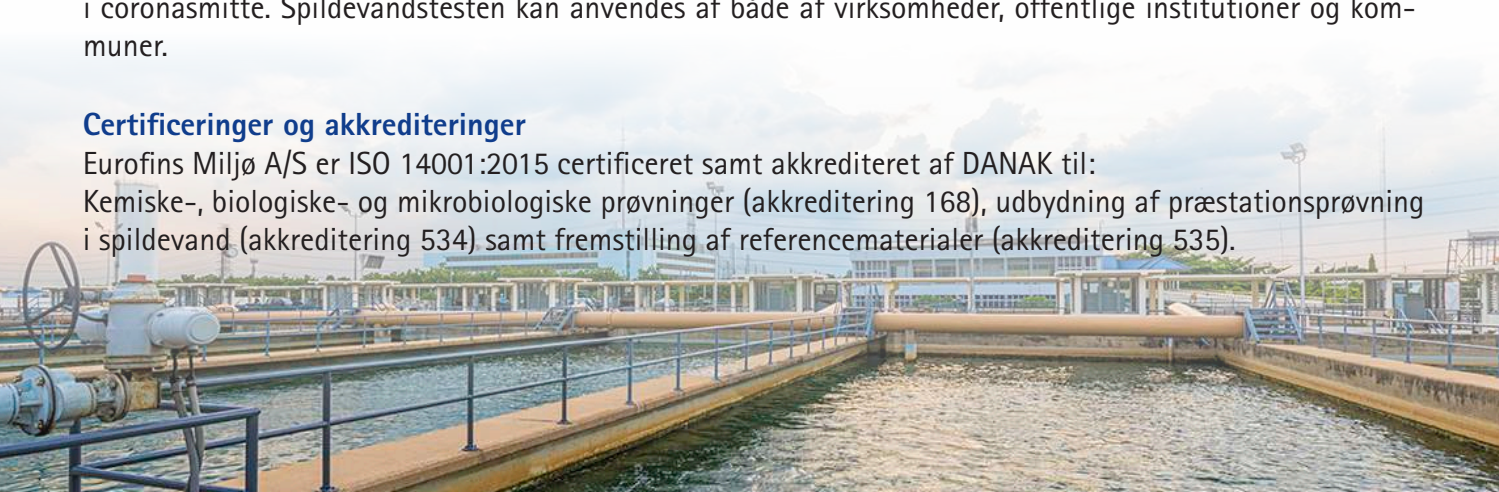 i coronasmitte. Spildevandstesten kan anvendes af både af virksomheder, offentlige institutioner og kom-
muner.
Certificeringer og akkrediteringer
Eurofins Miljø A/S er ISO 14001:2015 certificeret samt akkrediteret af DANAK til:
Kemiske-, biologiske- og mikrobiologiske prøvninger (akkreditering 168), udbydning af præstationsprøvning
i spildevand (akkreditering 534) samt fremstilling af referencematerialer (akkreditering 535).